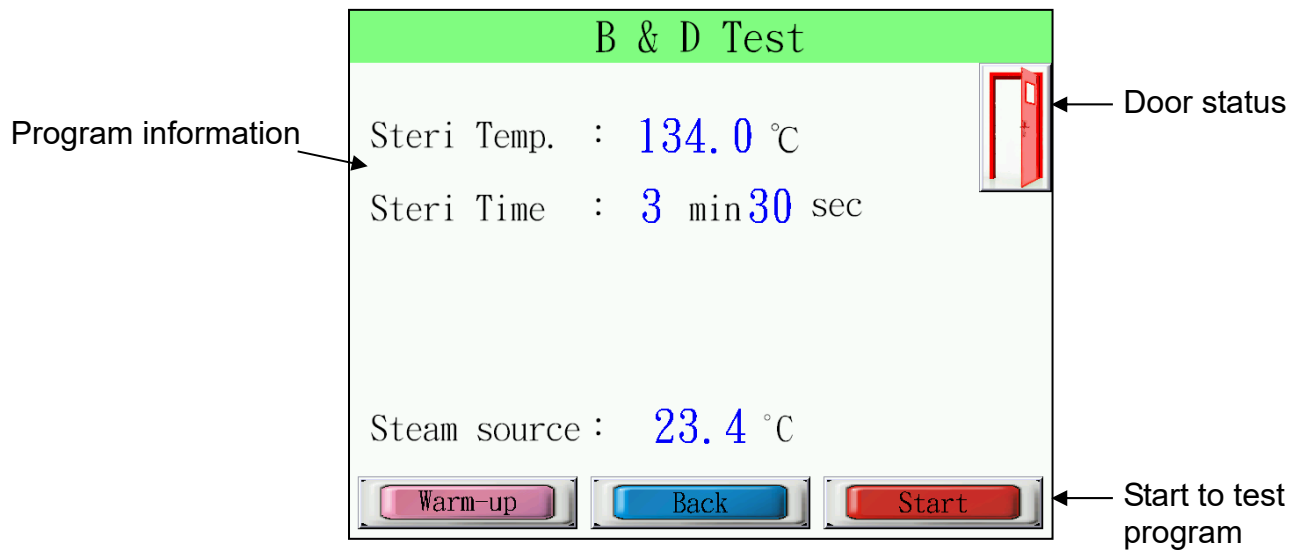 B & D Test
Door status
Program information
Steri Temp. : 134.0 ℃
Steri Time : 3 min 30 sec
Steam source : 23.4 °C
Warm-up
Back
Start
Start to test
program